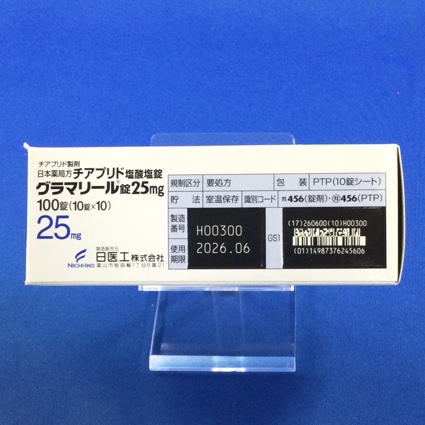 チアプリド製剤
日本薬局方 チアプリド塩酸塩錠
グラマリール®錠25mg
100錠(10錠×10)
25mg
製造販売元
NICHI-IKO 日医工株式会社
富山市総曲輪1丁目6番21
規制区分 要処方 包装 PTP(10錠シート)
貯法 室温保存 識別コード 456(錠剤)・456(PTP)
製造番号 H00300
使用期限 2026.06
GS1
(17)260600(10)H00300
(01)14987376245606